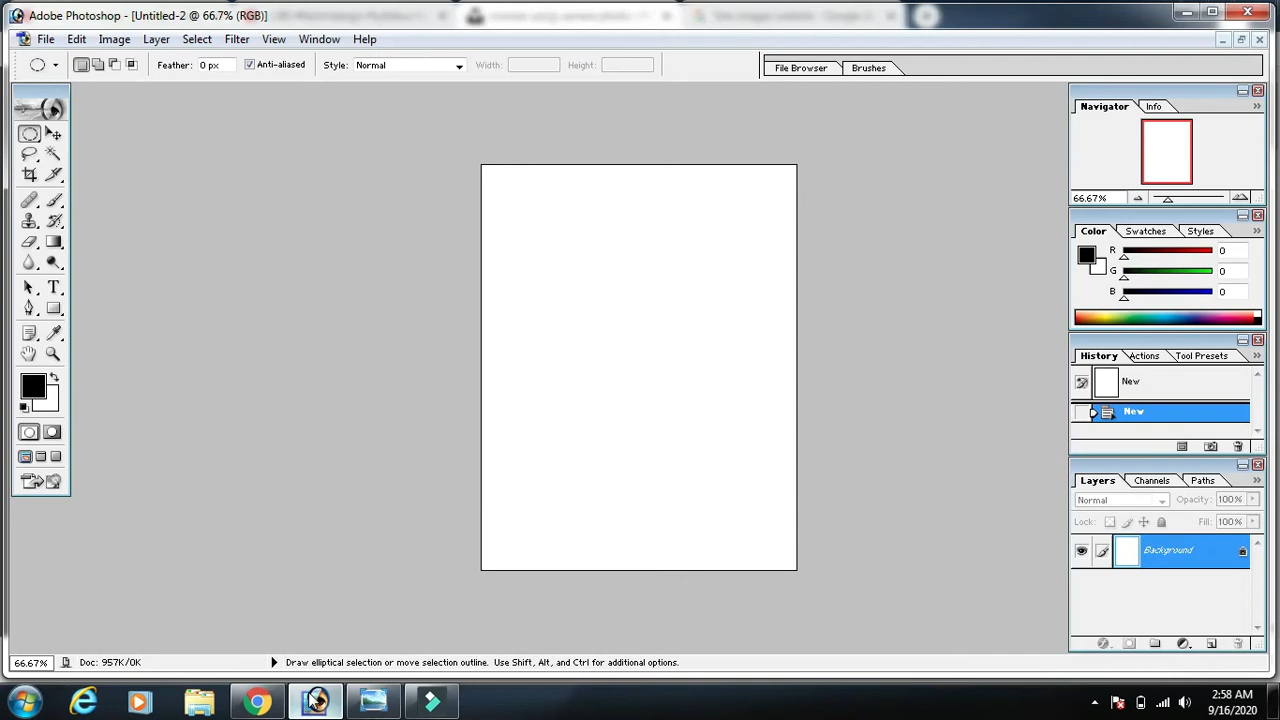 Adobe Photoshop - [Untitled-2 @ 66.7% (RGB)]
File Edit Image Layer Select Filter View Window Help
Feather: 0 px Anti-aliased Style: Normal Width: Height: File Browser Brushes
Navigator Info
66.67%
Color Swatches Styles
R 0
G 0
B 0
History Actions Tool Presets
New
New
Layers Channels Paths
Normal Opacity: 100%
Lock: Fill: 100%
Background
66.67% Doc: 957K/0K Draw elliptical selection or move selection outline. Use Shift, Alt, and Ctrl for additional options.
2:58 AM
9/16/2020